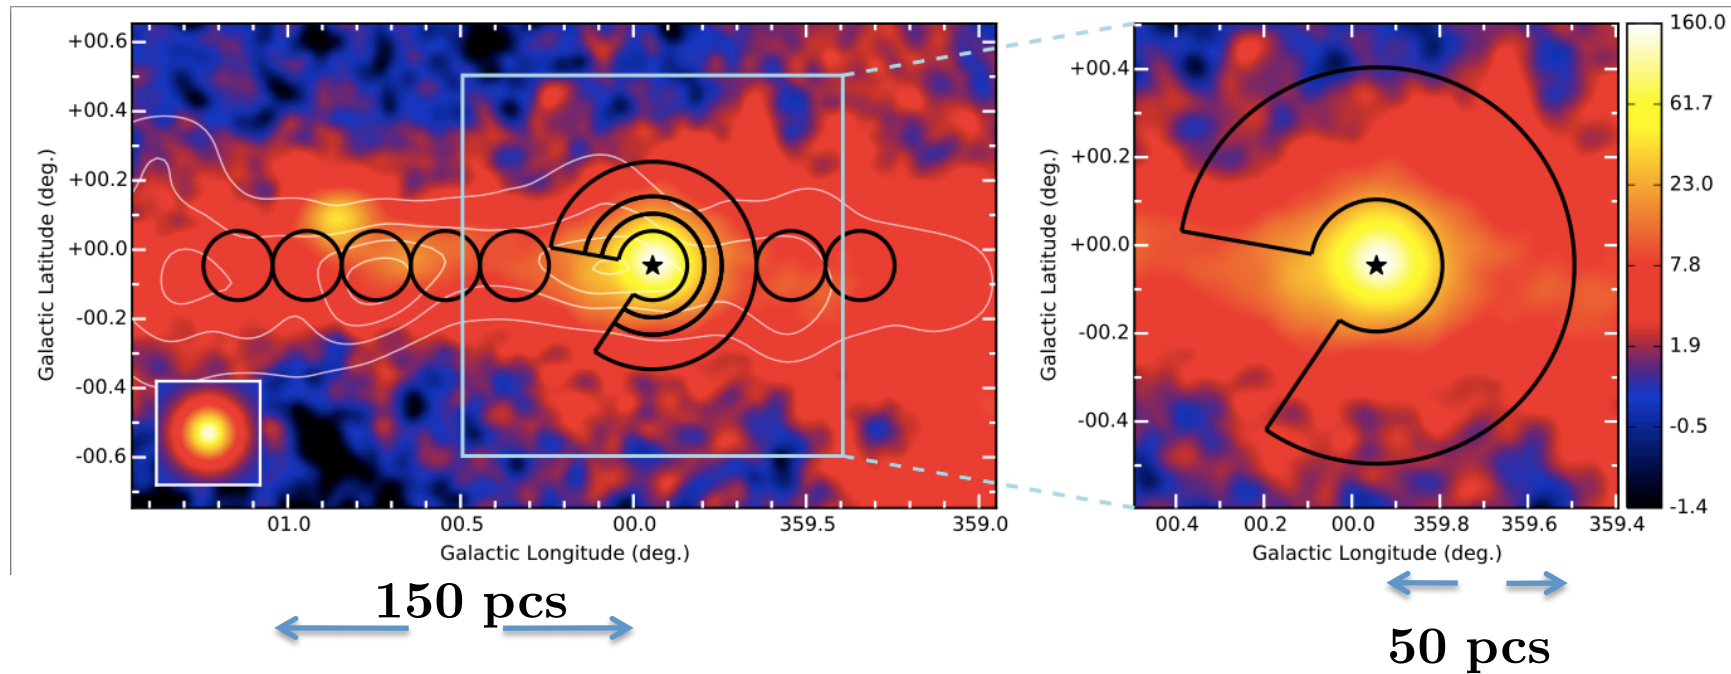 +00.6
+00.4
+00.2
+00.0
-00.2
-00.4
-00.6
Galactic Latitude (deg.)
01.0 00.5 00.0 359.5 359.0
Galactic Longitude (deg.)
150 pcs
+00.4
+00.2
+00.0
-00.2
-00.4
Galactic Latitude (deg.)
00.4 00.2 00.0 359.8 359.6 359.4
Galactic Longitude (deg.)
50 pcs
160.0
61.7
23.0
7.8
1.9
-0.5
-1.4